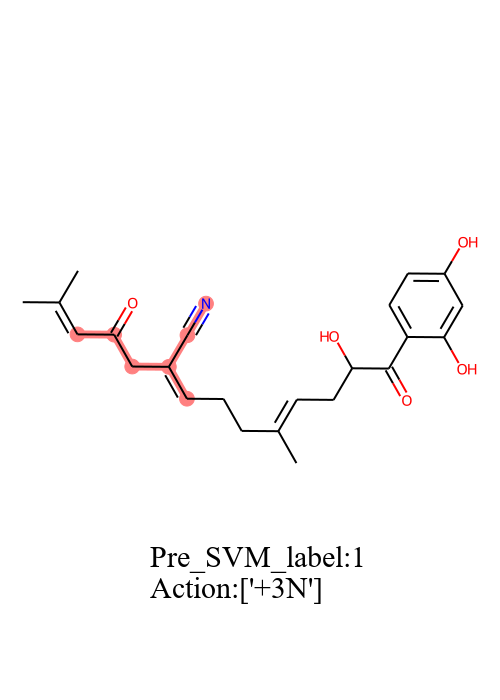 OH
O
N
HO
OH
O
Pre_SVM_label:1
Action:['+3N']